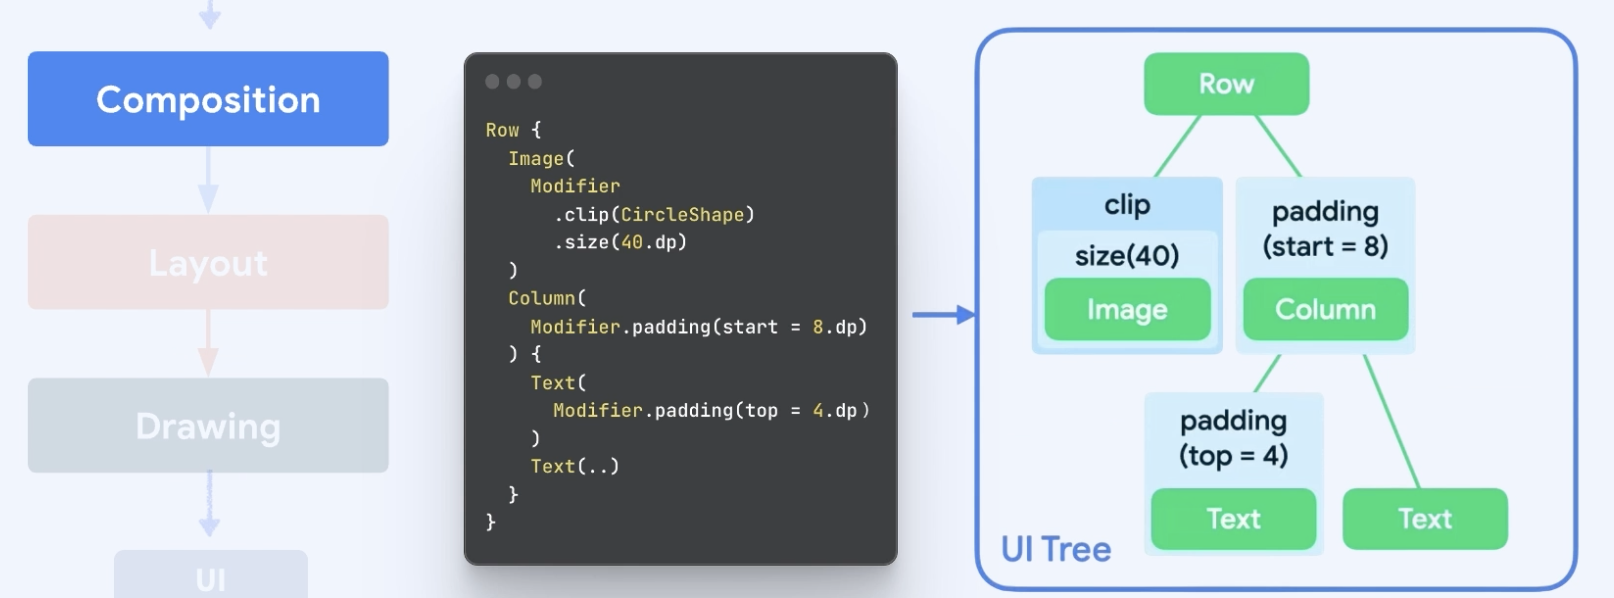 Composition
Layout
Drawing
UI
Row {
Image(
Modifier
.clip(CircleShape)
.size(40.dp)
)
Column(
Modifier.padding(start = 8.dp)
) {
Text(
Modifier.padding(top = 4.dp)
)
Text(..)
}
}
Row
clip
size(40)
Image
padding
(start = 8)
Column
padding
(top = 4)
Text
Text
UI Tree